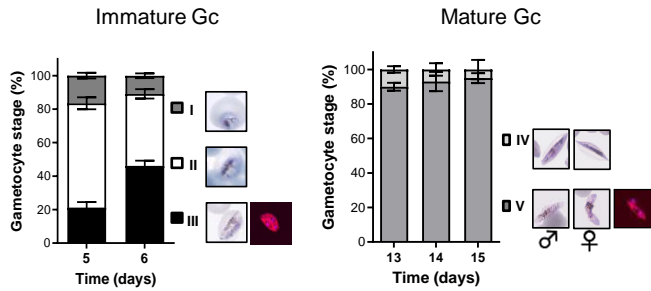 Immature Gc
Gametocyte stage (%)
100
80
60
40
20
0
5 6
Time (days)
I
II
III
Mature Gc
Gametocyte stage (%)
100
80
60
40
20
0
13 14 15
Time (days)
IV
V
♂ ♀